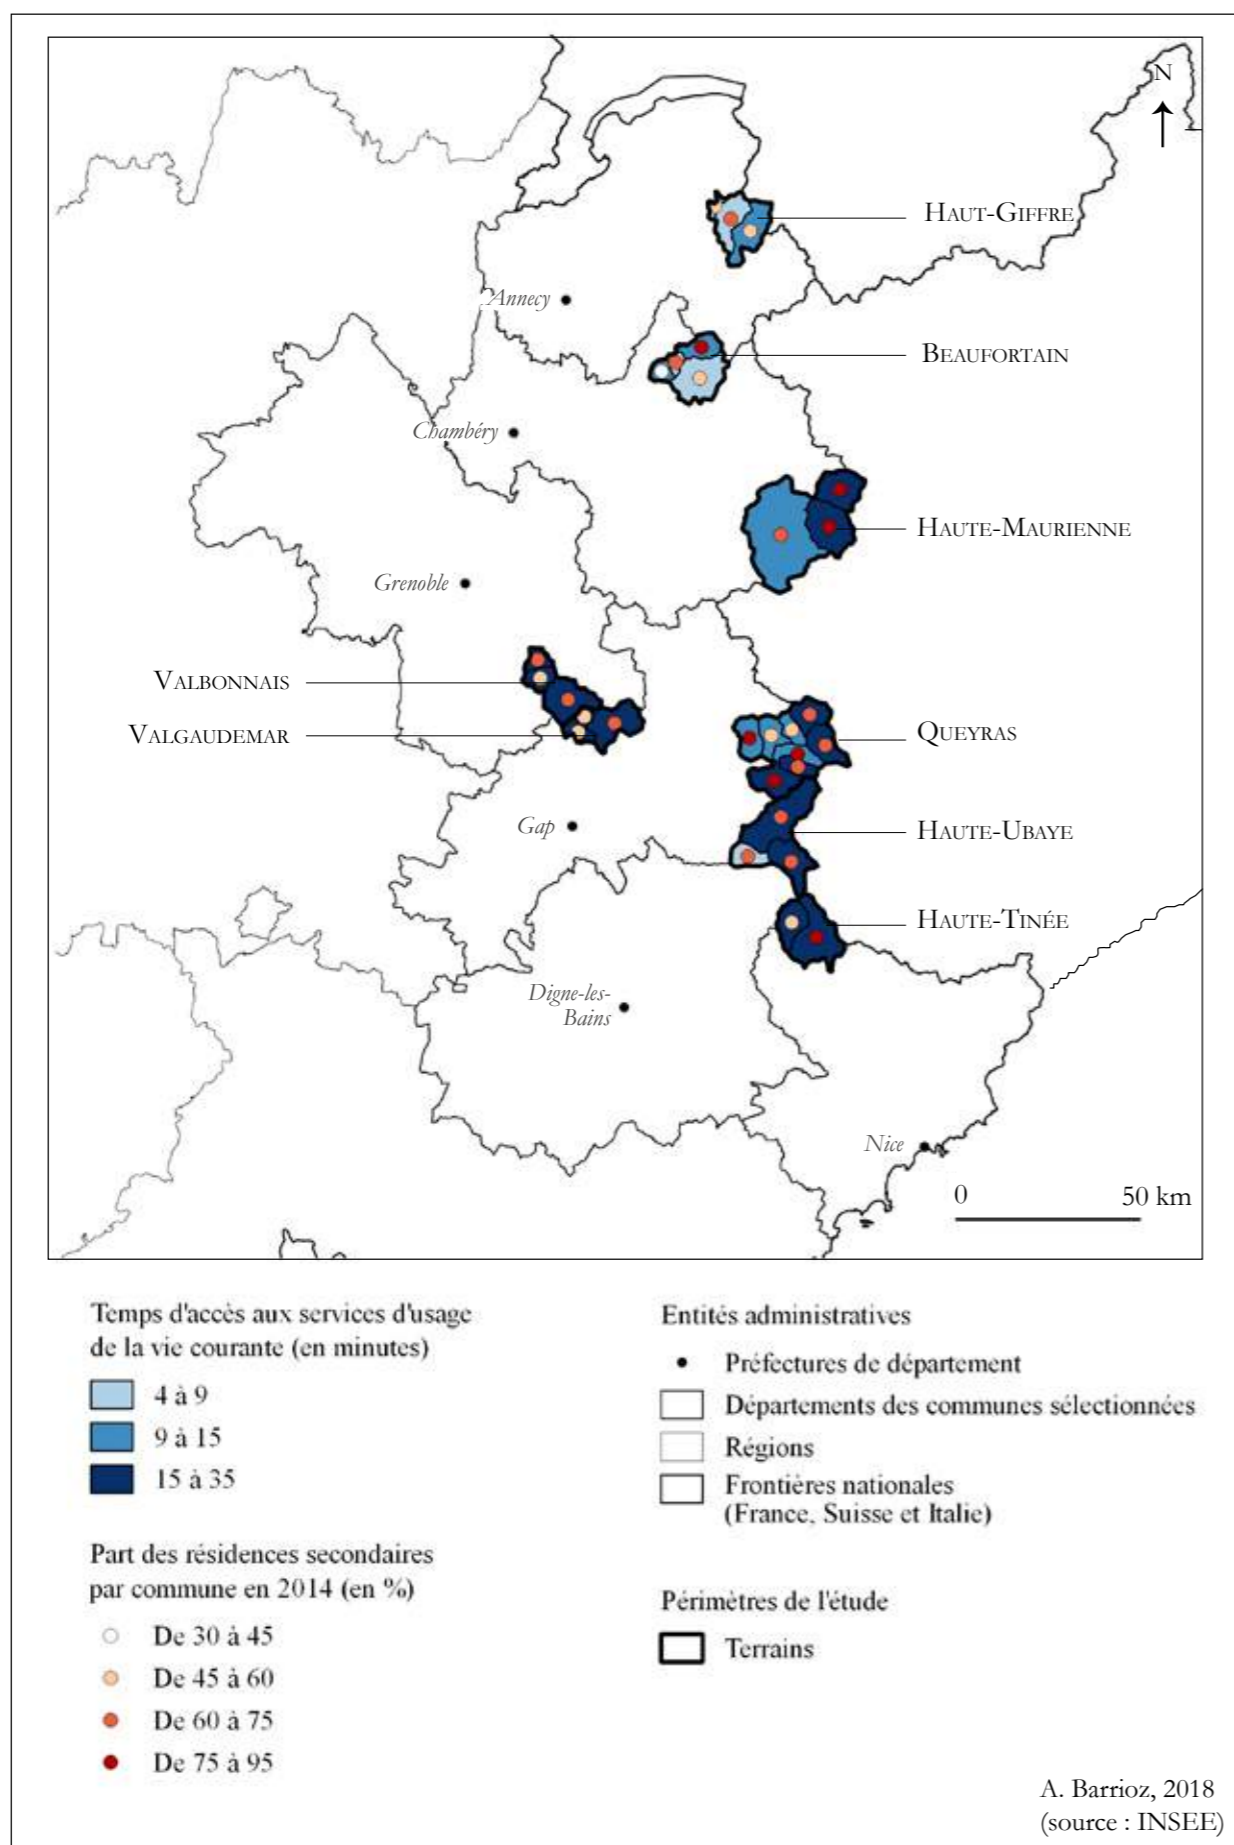 N
HAUT-GIFFRE
Annecy
BEAUFORTAIN
Chambéry
HAUTE-MAURIENNE
Grenoble
VALBONNAIS
VALGAUDEMAR
QUEYRAS
Gap
HAUTE-UBAYE
HAUTE-TINÉE
Digne-les-
Bains
Nice
0
50 km
Temps d'accès aux services d'usage
de la vie courante (en minutes)
4 à 9
9 à 15
15 à 35
Part des résidences secondaires
par commune en 2014 (en %)
De 30 à 45
De 45 à 60
De 60 à 75
De 75 à 95
Entités administratives
Préfectures de département
Départements des communes sélectionnées
Régions
Frontières nationales
(France, Suisse et Italie)
Périmètres de l'étude
Terrains
A. Barrioz, 2018
(source : INSEE)